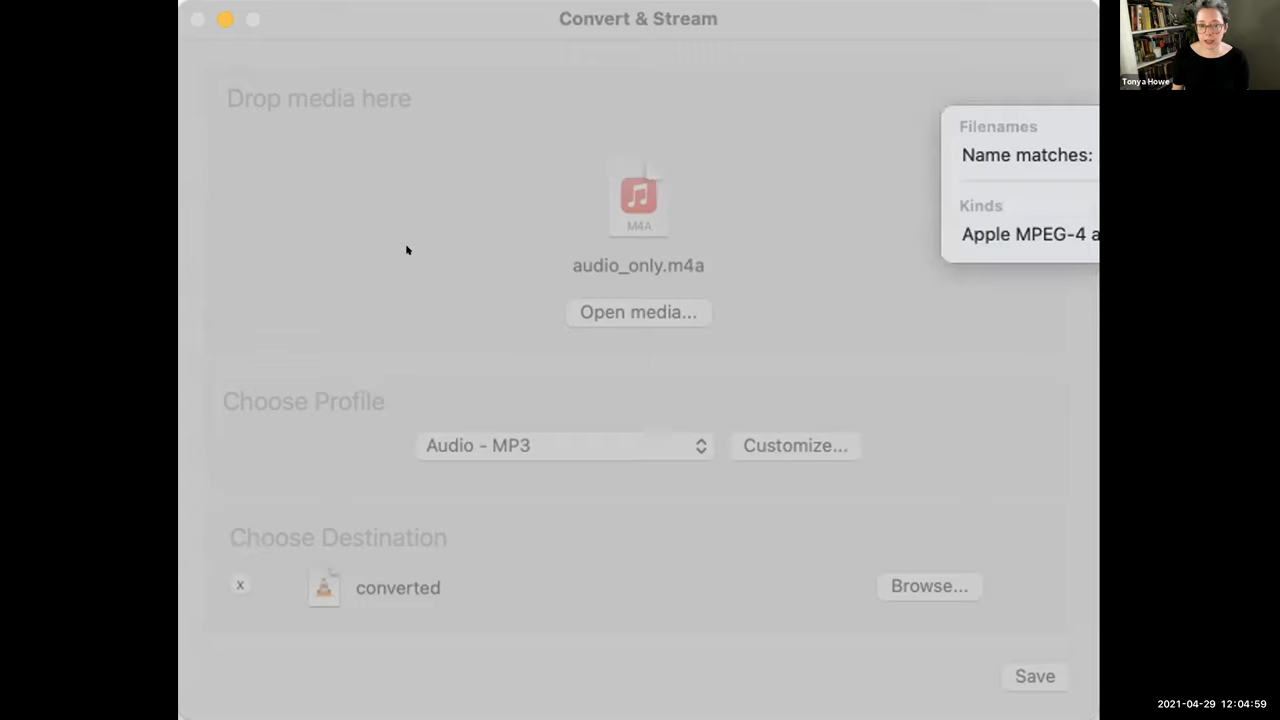 Convert & Stream
Drop media here
Tonya Howe
Filenames
Name matches:
M4A
Kinds
Apple MPEG-4 a
audio_only.m4a
Open media...
Choose Profile
Audio - MP3
Customize...
Choose Destination
x
converted
Browse...
Save
2021-04-29 12:04:59